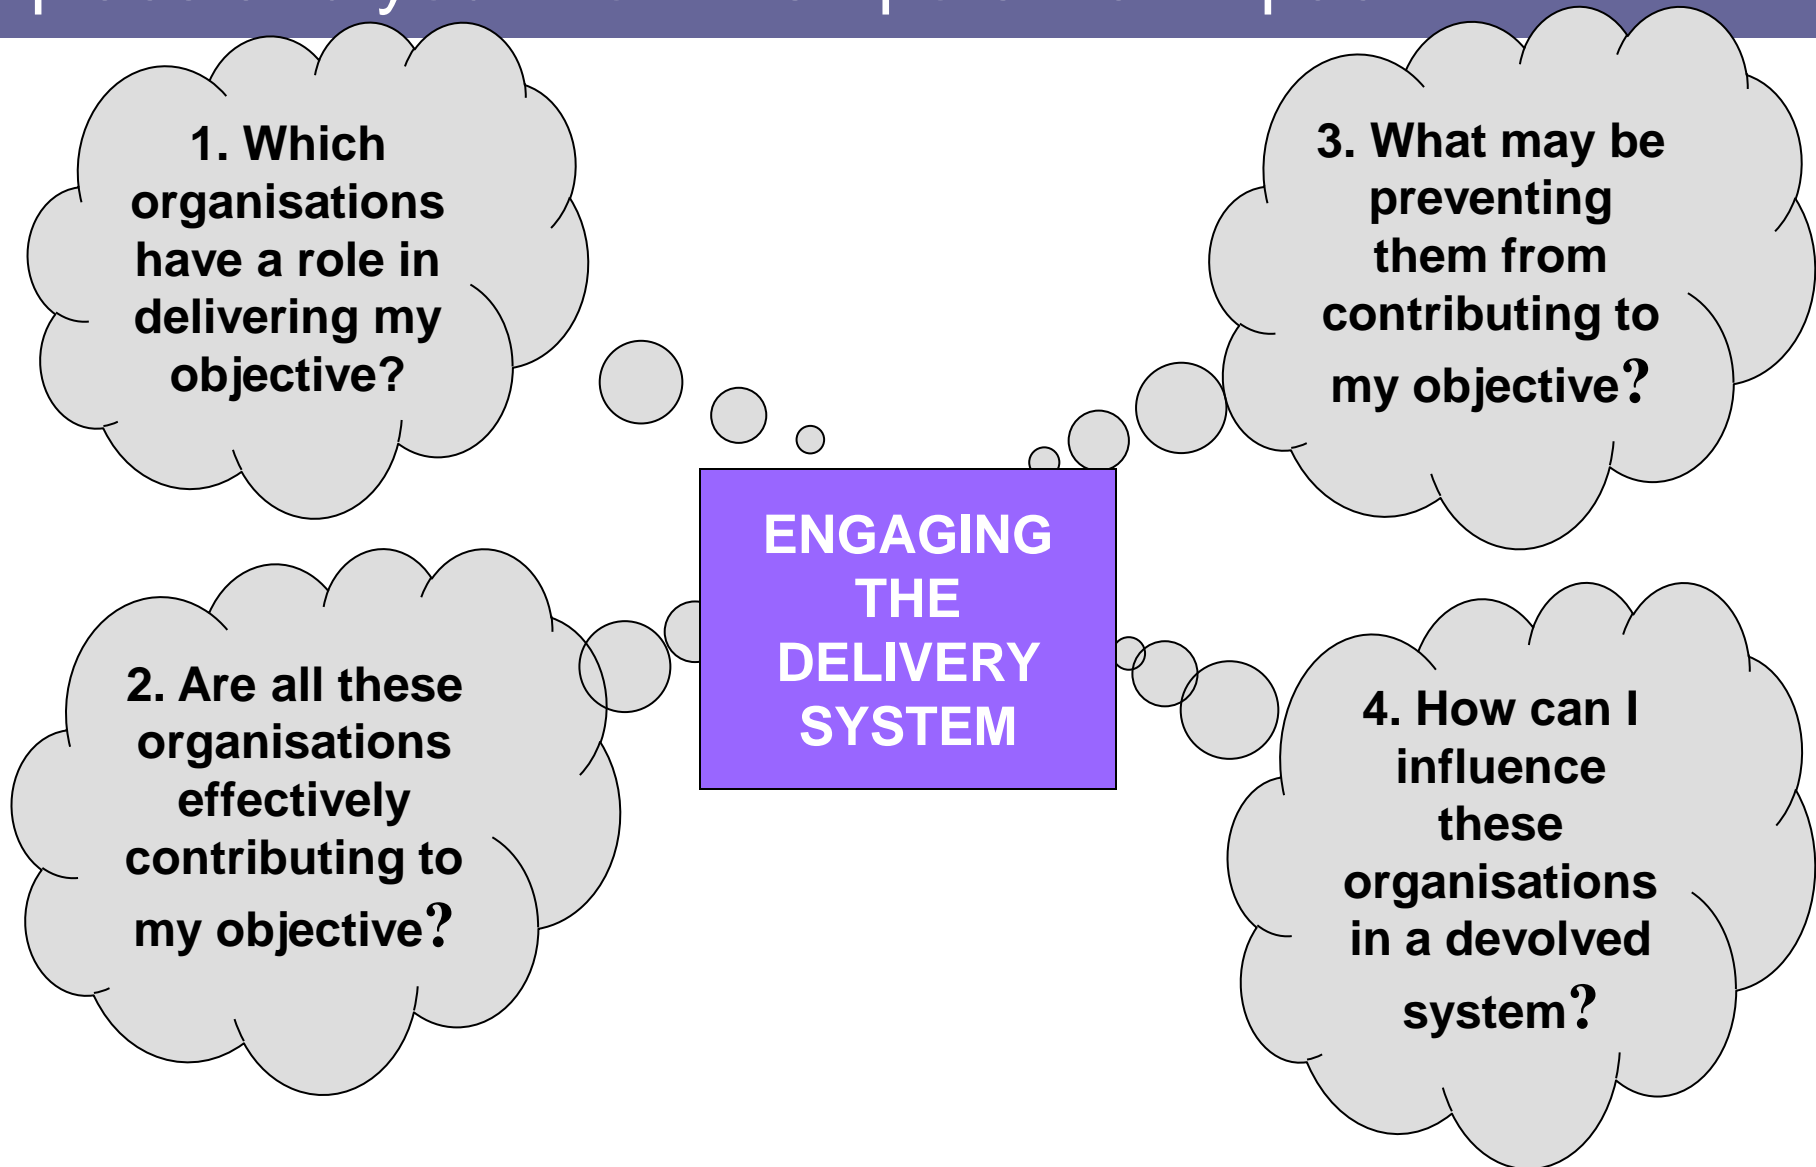 1. Which
organisations
have a role in
delivering my
objective?
2. Are all these
organisations
effectively
contributing to
my objective?
ENGAGING
THE
DELIVERY
SYSTEM
3. What may be
preventing
them from
contributing to
my objective?
4. How can I
influence
these
organisations
in a devolved
system?